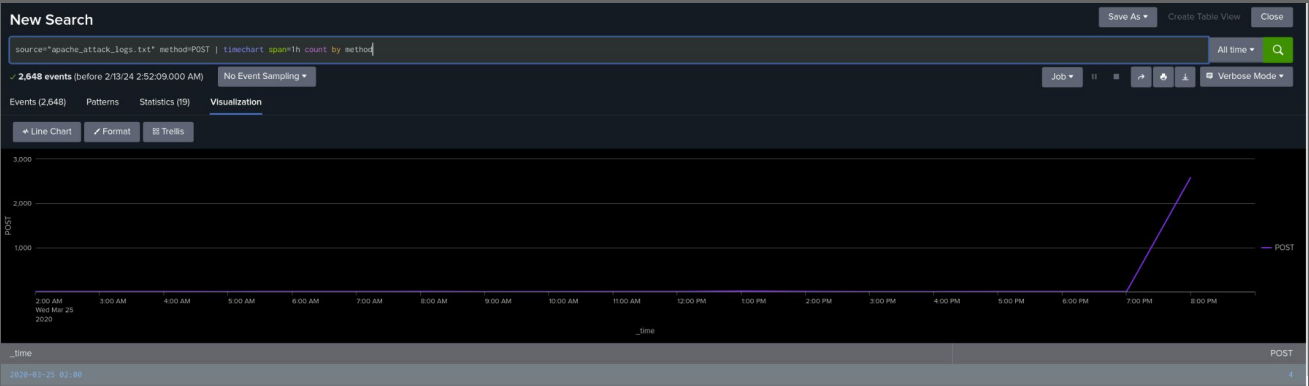 New Search
Save As ▾ Create Table View Close
source="apache_attack_logs.txt" method=POST | timechart span=1h count by method
All time ▾
✓ 2,648 events (before 2/13/24 2:52:09.000 AM) No Event Sampling ▾
Job ▾ Verbose Mode ▾
Events (2,648) Patterns Statistics (19) Visualization
Line Chart Format Trellis
3,000
2,000
POST
1,000
POST
2:00 AM 3:00 AM 4:00 AM 5:00 AM 6:00 AM 7:00 AM 8:00 AM 9:00 AM 10:00 AM 11:00 AM 12:00 PM 1:00 PM 2:00 PM 3:00 PM 4:00 PM 5:00 PM 6:00 PM 7:00 PM 8:00 PM
Wed Mar 25
2020
_time
_time POST
2020-03-25 02:00 4